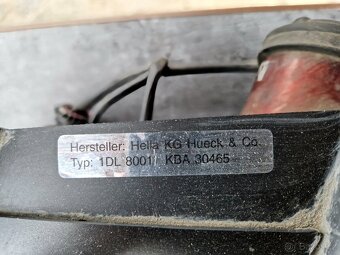 Hersteller: Hella KG Hueck & Co.
Typ: 1DL 8001 KBA 30465